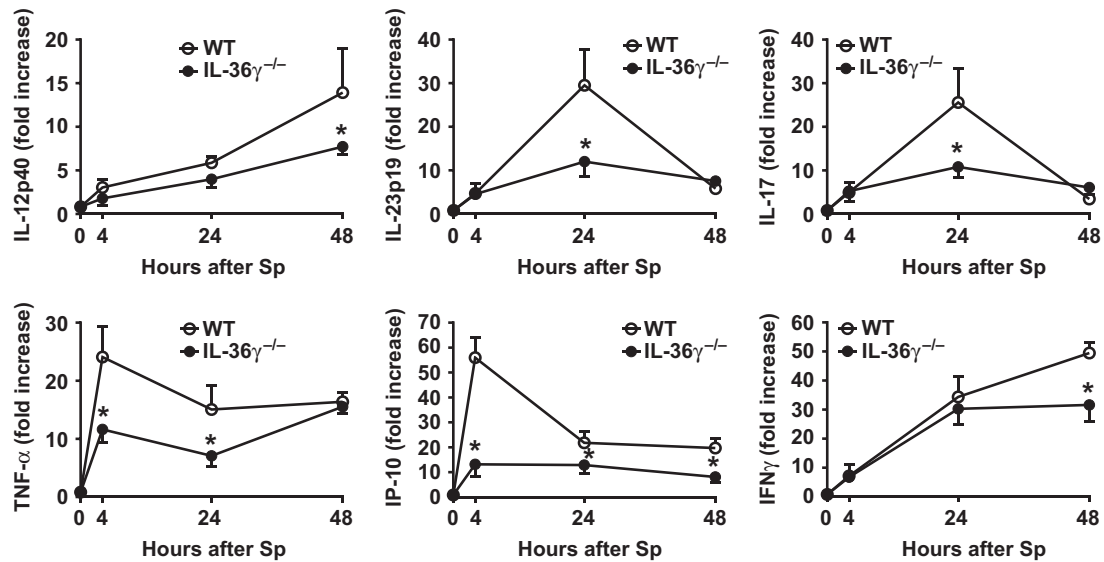 IL-12p40 (fold increase)
20
15
10
5
0
WT
IL-36γ−/−
*
0 4 24 48
Hours after Sp
IL-23p19 (fold increase)
40
30
20
10
0
WT
IL-36γ−/−
*
0 4 24 48
Hours after Sp
IL-17 (fold increase)
40
30
20
10
0
WT
IL-36γ−/−
*
0 4 24 48
Hours after Sp
TNF-α (fold increase)
30
20
10
0
WT
IL-36γ−/−
* *
0 4 24 48
Hours after Sp
IP-10 (fold increase)
70
60
50
40
30
20
10
0
WT
IL-36γ−/−
* * *
0 4 24 48
Hours after Sp
IFNγ (fold increase)
60
50
40
30
20
10
0
WT
IL-36γ−/−
*
0 4 24 48
Hours after Sp